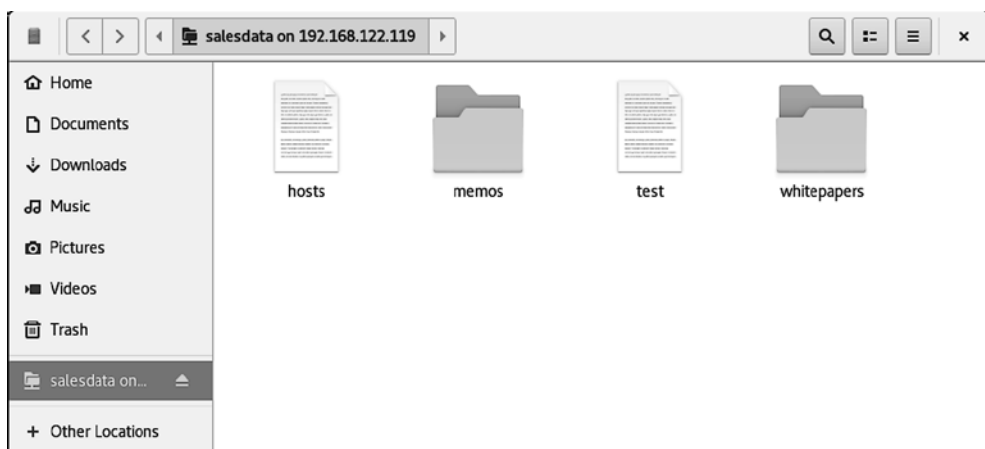 salesdata on 192.168.122.119
Home
Documents
Downloads
Music
Pictures
Videos
Trash
salesdata on...
Other Locations
hosts
memos
test
whitepapers